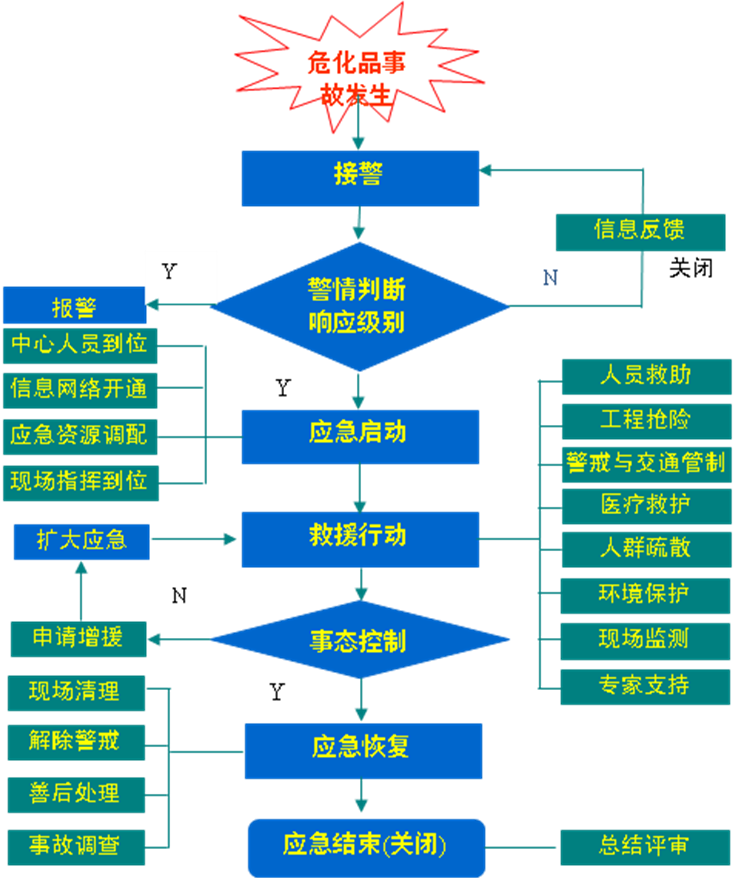 危化品事
故发生
接警
信息反馈
关闭
N
Y
警情判断
响应级别
报警
中心人员到位
信息网络开通
应急资源调配
现场指挥到位
Y
应急启动
人员救助
工程抢险
警戒与交通管制
医疗救护
人群疏散
环境保护
现场监测
专家支持
扩大应急
救援行动
N
申请增援
事态控制
Y
现场清理
解除警戒
善后处理
事故调查
应急恢复
应急结束(关闭)
总结评审